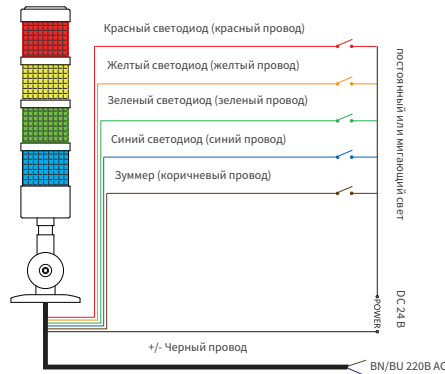 Красный светодиод (красный провод)
Желтый светодиод (желтый провод)
Зеленый светодиод (зеленый провод)
Синий светодиод (синий провод)
Зуммер (коричневый провод)
постоянный или мигающий свет
DC 24 В
POWER
+/- Черный провод
BN/BU 220В AC